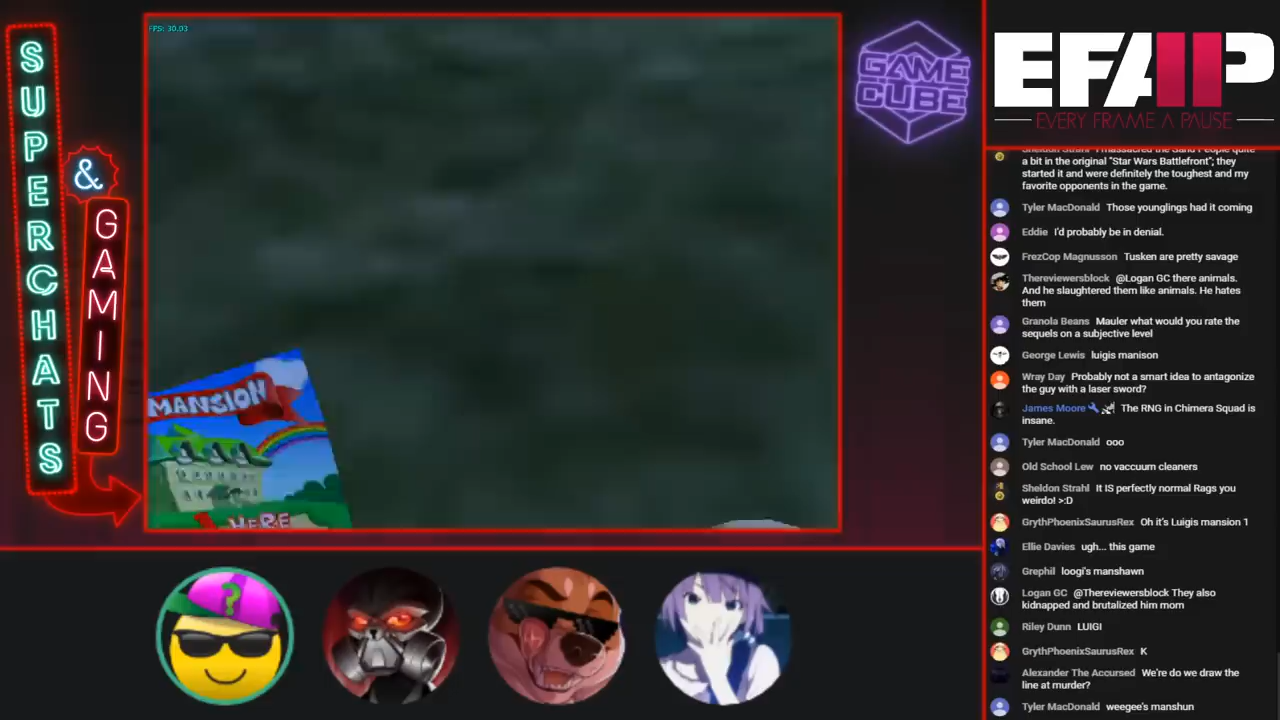 SUPERCHATS
&
GAMING
FPS: 30.03
MANSION
HERE
GAME
CUBE
?
EFAP
EVERY FRAME A PAUSE
Sheldon Strahl I massacred the Sand People quite
a bit in the original "Star Wars Battlefront"; they
started it and were definitely the toughest and my
favorite opponents in the game.
Tyler MacDonald Those younglings had it coming
Eddie I'd probably be in denial.
FrezCop Magnusson Tusken are pretty savage
Thereviewersblock @Logan GC there animals.
And he slaughtered them like animals. He hates
them
Granola Beans Mauler what would you rate the
sequels on a subjective level
George Lewis luigis manison
Wray Day Probably not a smart idea to antagonize
the guy with a laser sword?
James Moore The RNG in Chimera Squad is
insane.
Tyler MacDonald ooo
Old School Lew no vaccuum cleaners
Sheldon Strahl It IS perfectly normal Rags you
weirdo! >:D
GrythPhoenixSaurusRex Oh it's Luigis mansion 1
Ellie Davies ugh... this game
Grephil loogi's manshawn
Logan GC @Thereviewersblock They also
kidnapped and brutalized him mom
Riley Dunn LUIGI
GrythPhoenixSaurusRex K
Alexander The Accursed We're do we draw the
line at murder?
Tyler MacDonald weegee's manshun